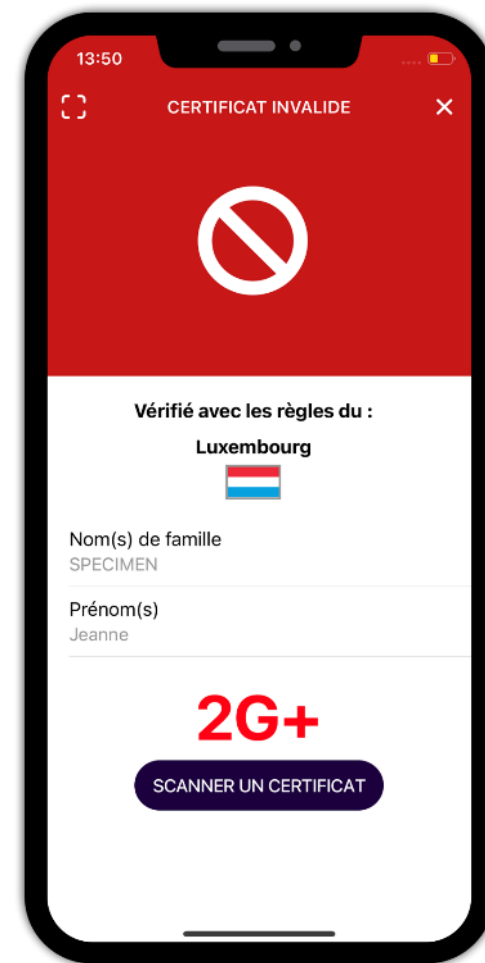 13:50
CERTIFICAT INVALIDE
Vérifié avec les règles du :
Luxembourg
Nom(s) de famille
SPECIMEN
Prénom(s)
Jeanne
2G+
SCANNER UN CERTIFICAT